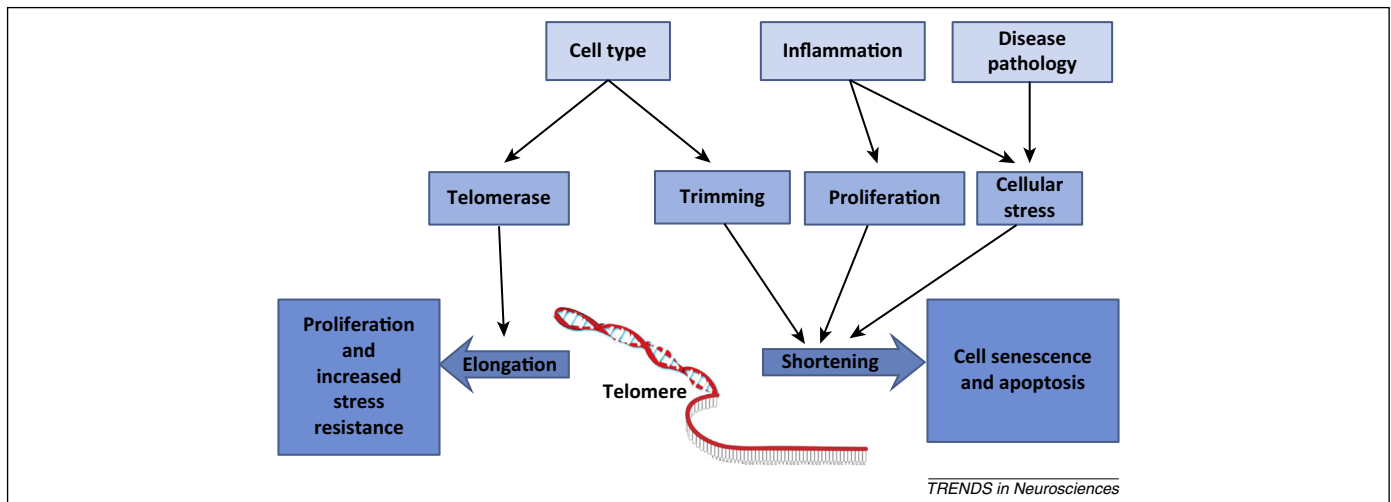 Cell type
Inflammation
Disease
pathology
Telomerase
Trimming
Proliferation
Cellular
stress
Proliferation
and
increased
stress
resistance
Elongation
Telomere
Shortening
Cell senescence
and apoptosis
TRENDS in Neurosciences